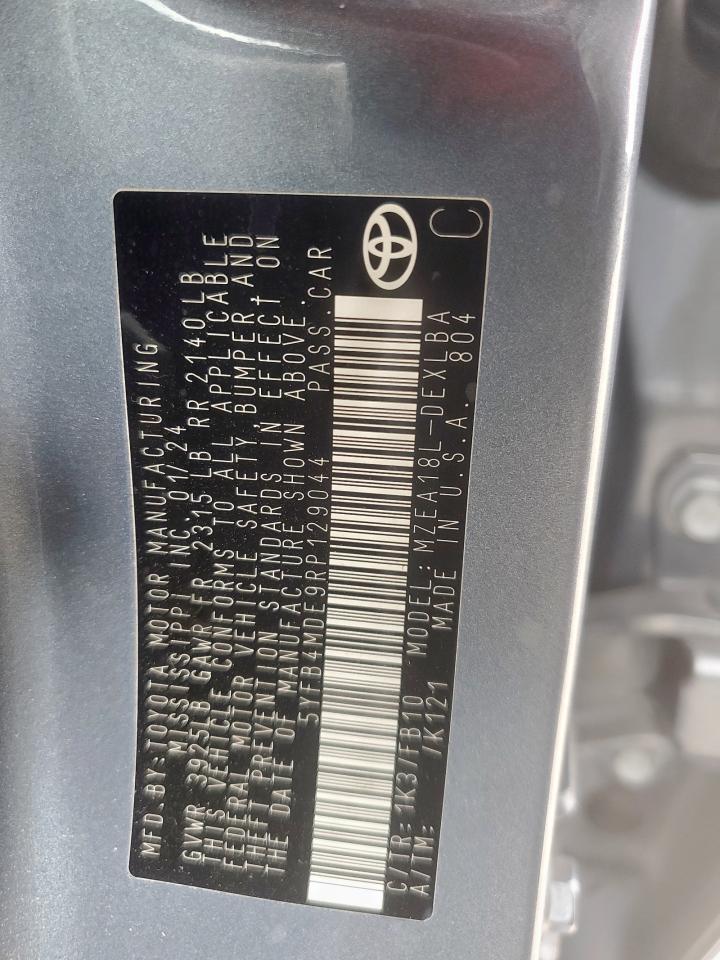 MFD.BY:TOYOTA MOTOR MANUFACTURING
MISSISSIPPI INC.01/24
GVWR 3925LB GAWR FR 2315 LB RR 2140LB
THIS VEHICLE CONFORMS TO ALL APPLICABLE
FEDERAL MOTOR VEHICLE SAFETY, BUMPER, AND
THEFT PREVENTION STANDARDS IN EFFECT ON
THE DATE OF MANUFACTURE SHOWN ABOVE.
5YFB4MDE9RP129044 PASS.CAR
C/TR: 1K3/FB10 MODEL: MZEA18L-DEXLBA
A/TM: /K121 MADE IN U.S.A. 804
C